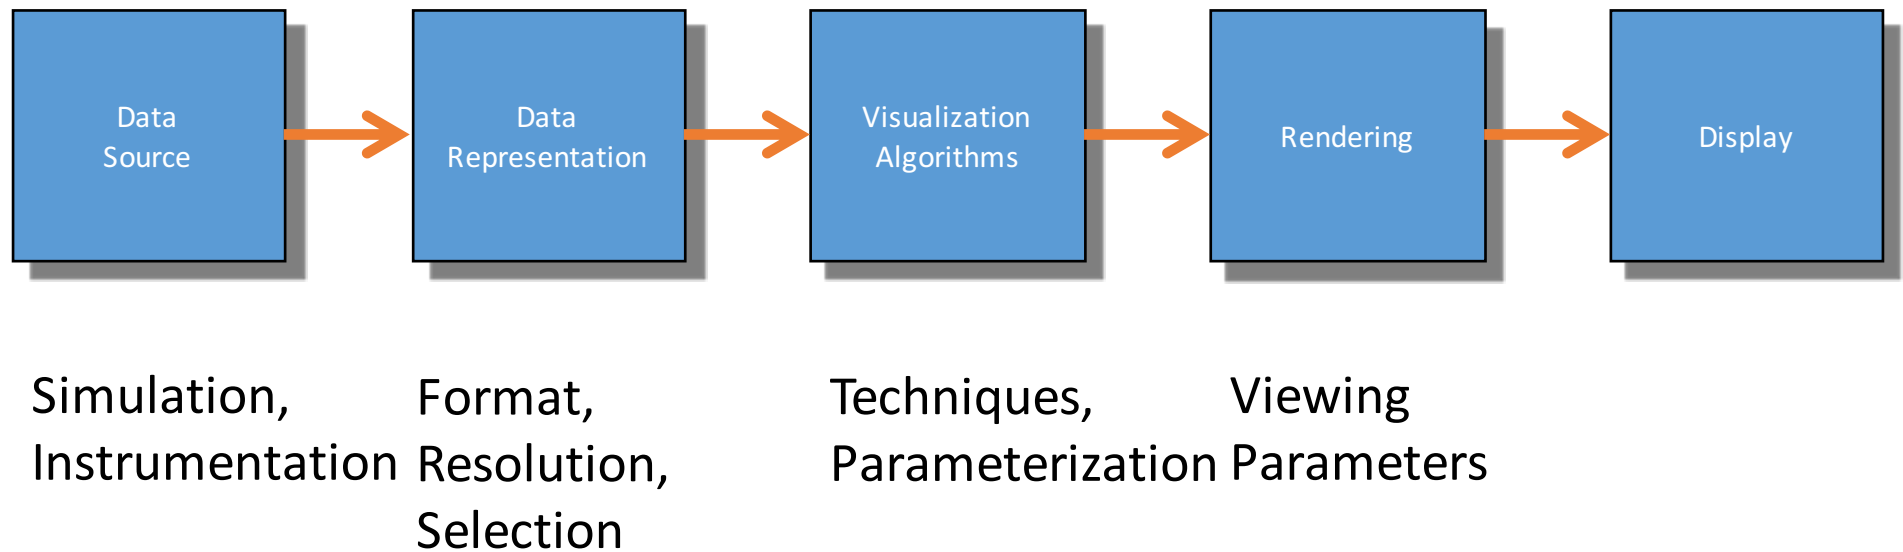 Data
Source
Data
Representation
Visualization
Algorithms
Rendering
Display
Simulation,
Instrumentation
Format,
Resolution,
Selection
Techniques,
Parameterization
Viewing
Parameters